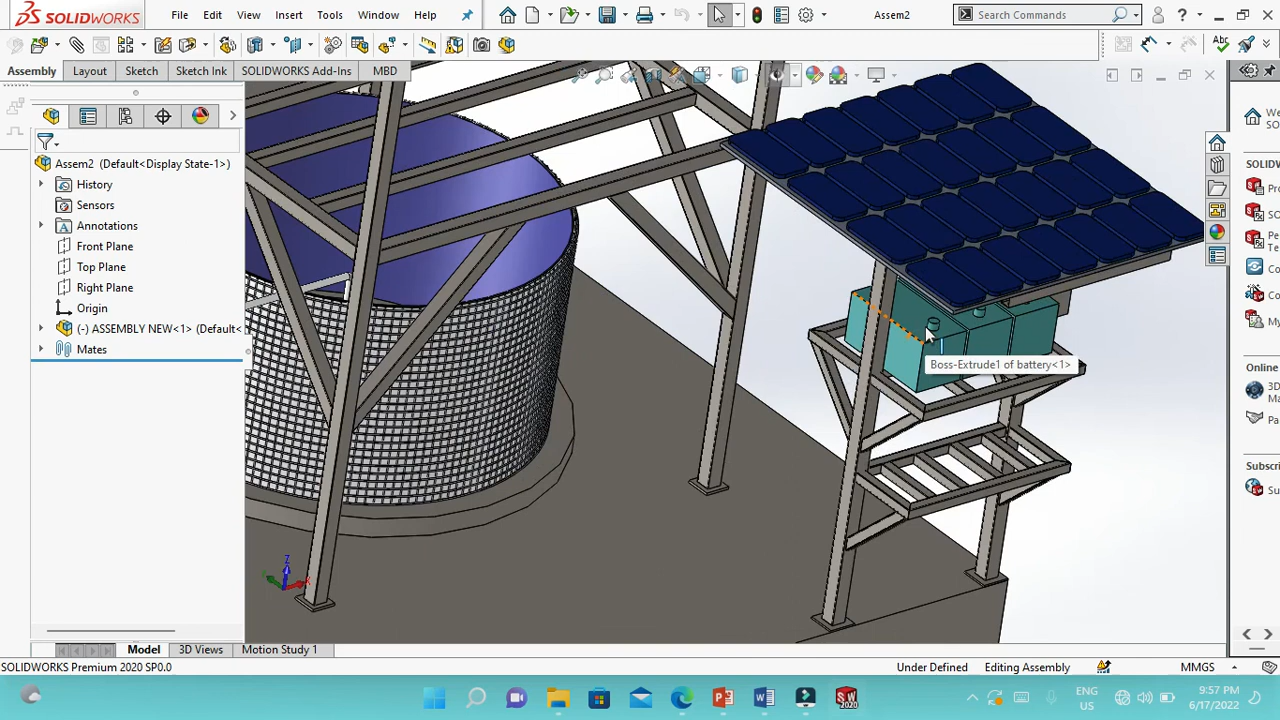 SOLIDWORKS
File Edit View Insert Tools Window Help
Assem2
Search Commands
Assembly Layout Sketch Sketch Ink SOLIDWORKS Add-Ins MBD
Assem2 (Default<Display State-1>)
History
Sensors
Annotations
Front Plane
Top Plane
Right Plane
Origin
(-) ASSEMBLY NEW<1> (Default<
Mates
Boss-Extrude1 of battery<1>
Z
X
We
SO
SOLIDW
Pro
SO
Pe
Te
Co
Co
My
Online
3D
Ma
Pa
Subscri
Su
Model 3D Views Motion Study 1
SOLIDWORKS Premium 2020 SP0.0
Under Defined Editing Assembly MMGS
ENG
US
9:57 PM
6/17/2022